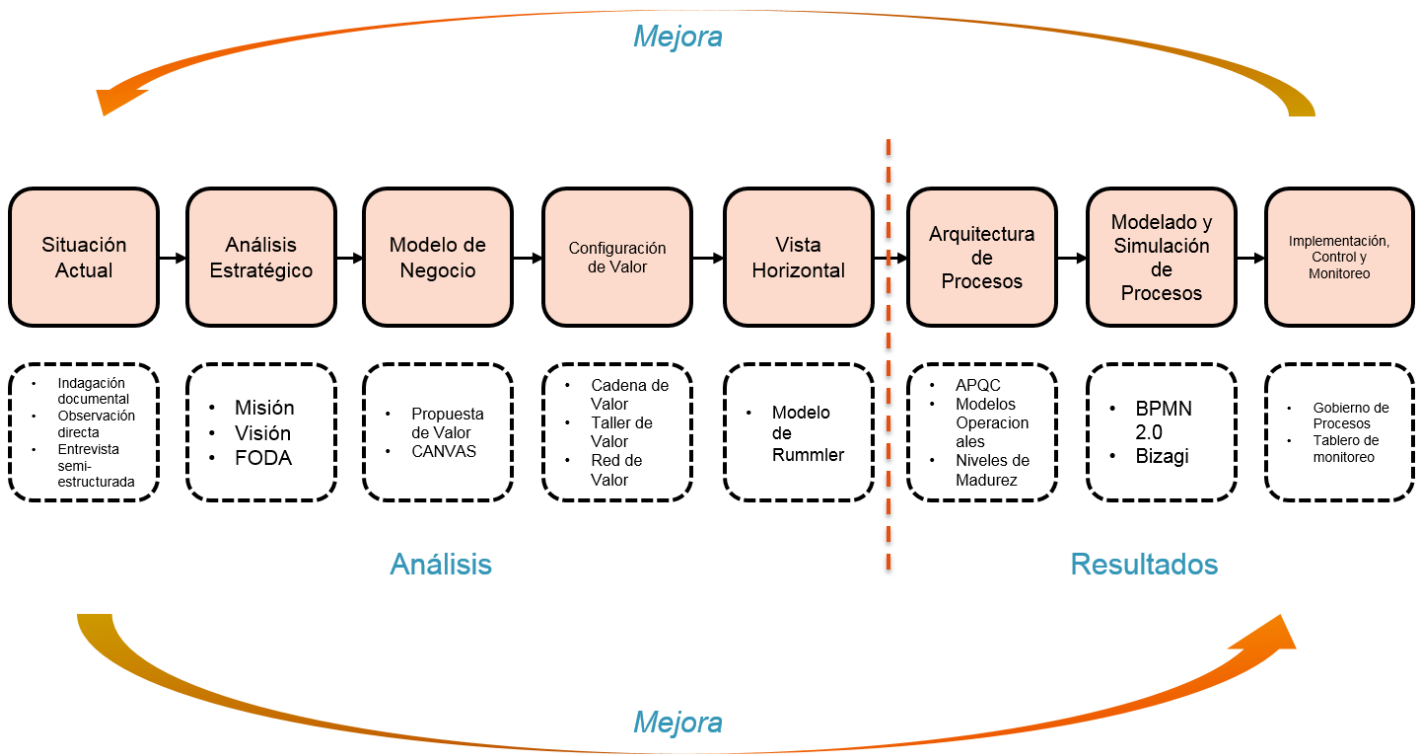 Mejora
Situación
Actual
Análisis
Estratégico
Modelo de
Negocio
Configuración
de Valor
Vista
Horizontal
Arquitectura
de
Procesos
Modelado y
Simulación
de
Procesos
Implementación,
Control y
Monitoreo
• Indagación
documental
• Observación
directa
• Entrevista
semi-
estructurada
• Misión
• Visión
• FODA
• Propuesta
de Valor
• CANVAS
• Cadena de
Valor
• Taller de
Valor
• Red de
Valor
• Modelo
de
Rummler
• APQC
• Modelos
Operacion
ales
• Niveles de
Madurez
• BPMN
2.0
• Bizagi
• Gobierno de
Procesos
• Tablero de
monitoreo
Análisis
Resultados
Mejora